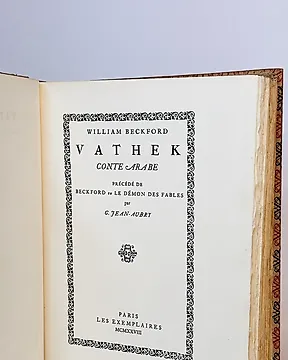 WILLIAM BECKFORD
VATHEK
CONTE ARABE
PRÉCÉDÉ DE
BECKFORD ou LE DÉMON DES FABLES
par
G. JEAN-AUBRY
PARIS
LES EXEMPLAIRES
MCMXXVII